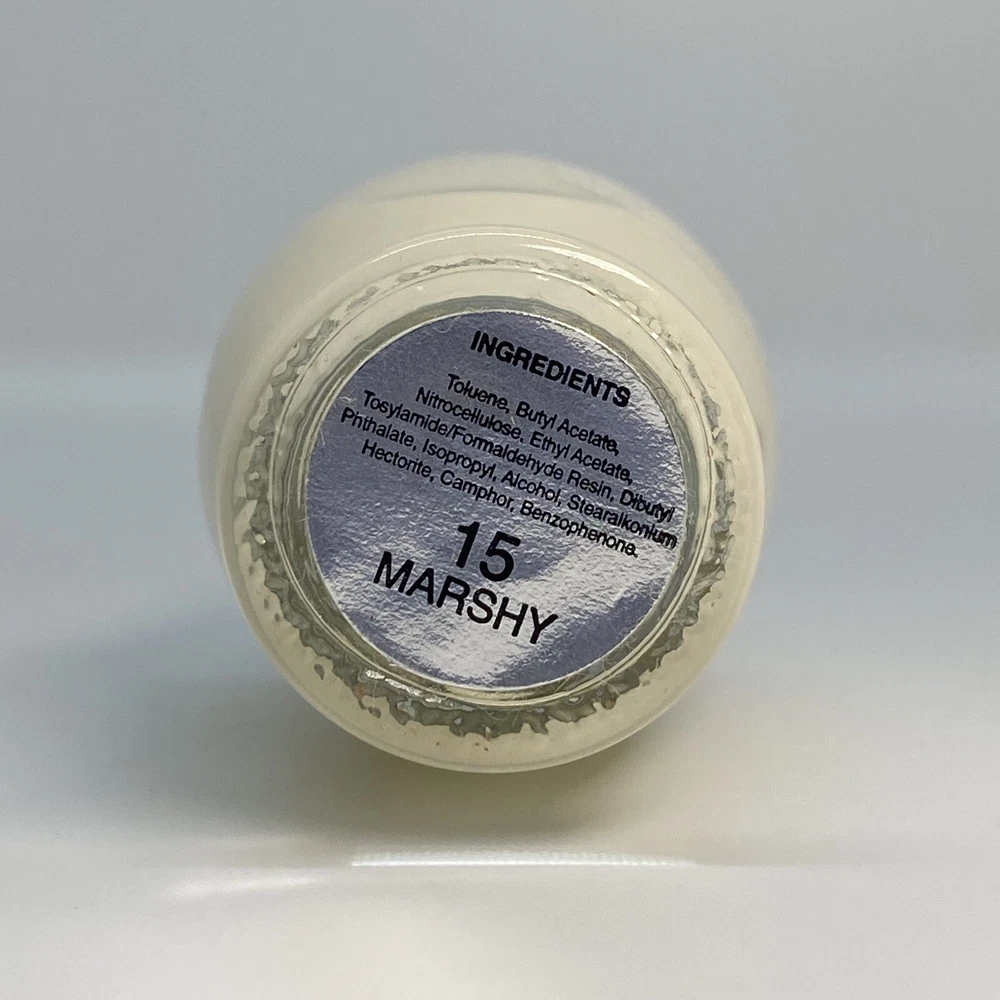 INGREDIENTS
Toluene, Butyl Acetate,
Nitrocellulose, Ethyl Acetate,
Tosylamide/Formaldehyde Resin, Dibutyl
Phthalate, Isopropyl, Alcohol, Stearalkonium
Hectorite, Camphor, Benzophenone.
15
MARSHY